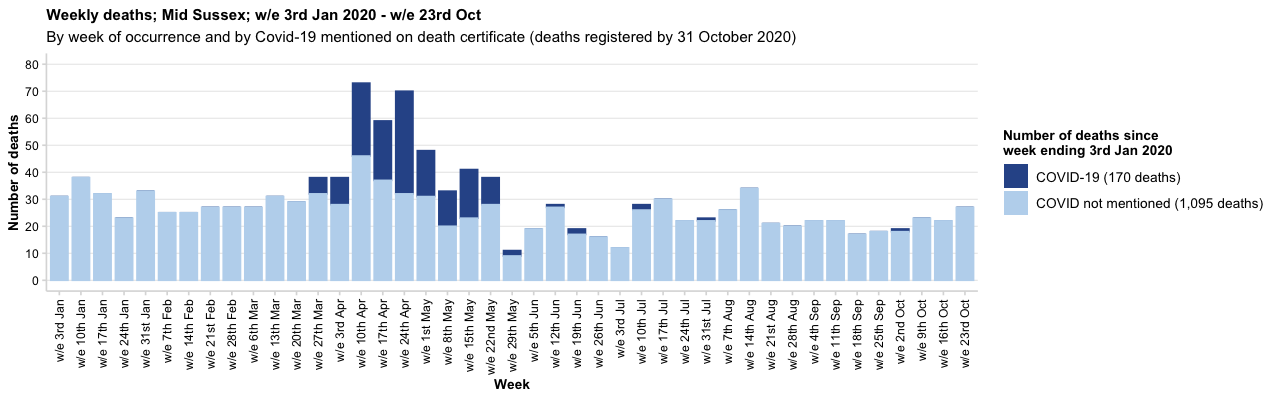 Weekly deaths; Mid Sussex; w/e 3rd Jan 2020 - w/e 23rd Oct
By week of occurrence and by Covid-19 mentioned on death certificate (deaths registered by 31 October 2020)
Number of deaths
80
70
60
50
40
30
20
10
0
w/e 3rd Jan
w/e 10th Jan
w/e 17th Jan
w/e 24th Jan
w/e 31st Jan
w/e 7th Feb
w/e 14th Feb
w/e 21st Feb
w/e 28th Feb
w/e 6th Mar
w/e 13th Mar
w/e 20th Mar
w/e 27th Mar
w/e 3rd Apr
w/e 10th Apr
w/e 17th Apr
w/e 24th Apr
w/e 1st May
w/e 8th May
w/e 15th May
w/e 22nd May
w/e 29th May
w/e 5th Jun
w/e 12th Jun
w/e 19th Jun
w/e 26th Jun
w/e 3rd Jul
w/e 10th Jul
w/e 17th Jul
w/e 24th Jul
w/e 31st Jul
w/e 7th Aug
w/e 14th Aug
w/e 21st Aug
w/e 28th Aug
w/e 4th Sep
w/e 11th Sep
w/e 18th Sep
w/e 25th Sep
w/e 2nd Oct
w/e 9th Oct
w/e 16th Oct
w/e 23rd Oct
Week
Number of deaths since
week ending 3rd Jan 2020
COVID-19 (170 deaths)
COVID not mentioned (1,095 deaths)